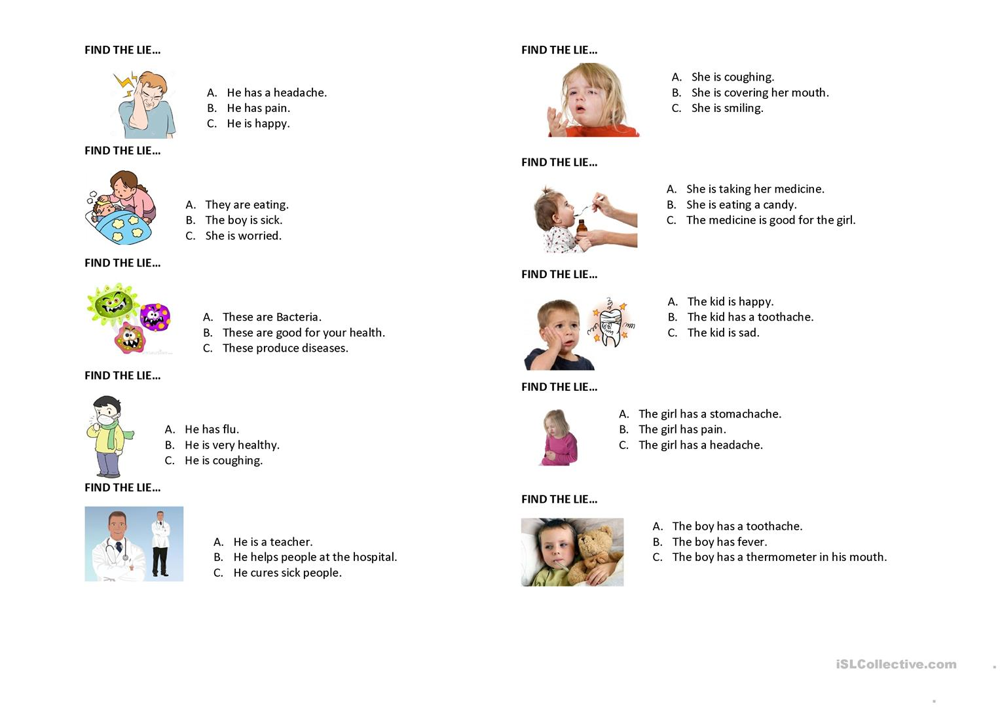 FIND THE LIE...
A. He has a headache.
B. He has pain.
C. He is happy.
FIND THE LIE...
A. They are eating.
B. The boy is sick.
C. She is worried.
FIND THE LIE...
A. These are Bacteria.
B. These are good for your health.
C. These produce diseases.
FIND THE LIE...
A. He has flu.
B. He is very healthy.
C. He is coughing.
FIND THE LIE...
A. He is a teacher.
B. He helps people at the hospital.
C. He cures sick people.
FIND THE LIE...
A. She is coughing.
B. She is covering her mouth.
C. She is smiling.
FIND THE LIE...
A. She is taking her medicine.
B. She is eating a candy.
C. The medicine is good for the girl.
FIND THE LIE...
A. The kid is happy.
B. The kid has a toothache.
C. The kid is sad.
FIND THE LIE...
A. The girl has a stomachache.
B. The girl has pain.
C. The girl has a headache.
FIND THE LIE...
A. The boy has a toothache.
B. The boy has fever.
C. The boy has a thermometer in his mouth.
iSLCollective.com